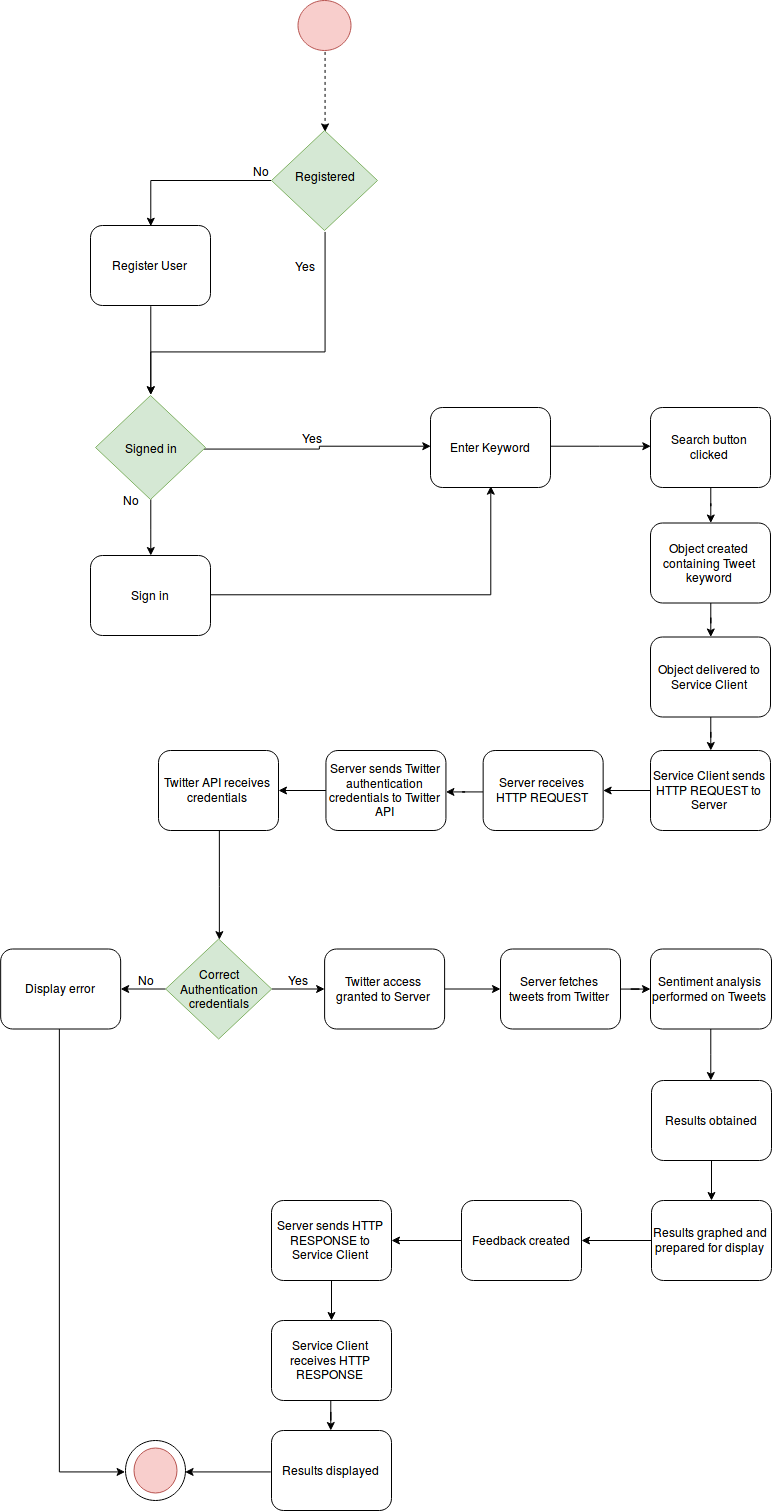 Registered
No
Register User
Yes
Signed in
Yes
Enter Keyword
Search button
clicked
No
Sign in
Object created
containing Tweet
keyword
Object delivered to
Service Client
Service Client sends
HTTP REQUEST to
Server
Server receives
HTTP REQUEST
Server sends Twitter
authentication
credentials to Twitter
API
Twitter API receives
credentials
Correct
Authentication
credentials
No
Display error
Yes
Twitter access
granted to Server
Server fetches
tweets from Twitter
Sentiment analysis
performed on Tweets
Results obtained
Results graphed and
prepared for display
Feedback created
Server sends HTTP
RESPONSE to
Service Client
Service Client
receives HTTP
RESPONSE
Results displayed